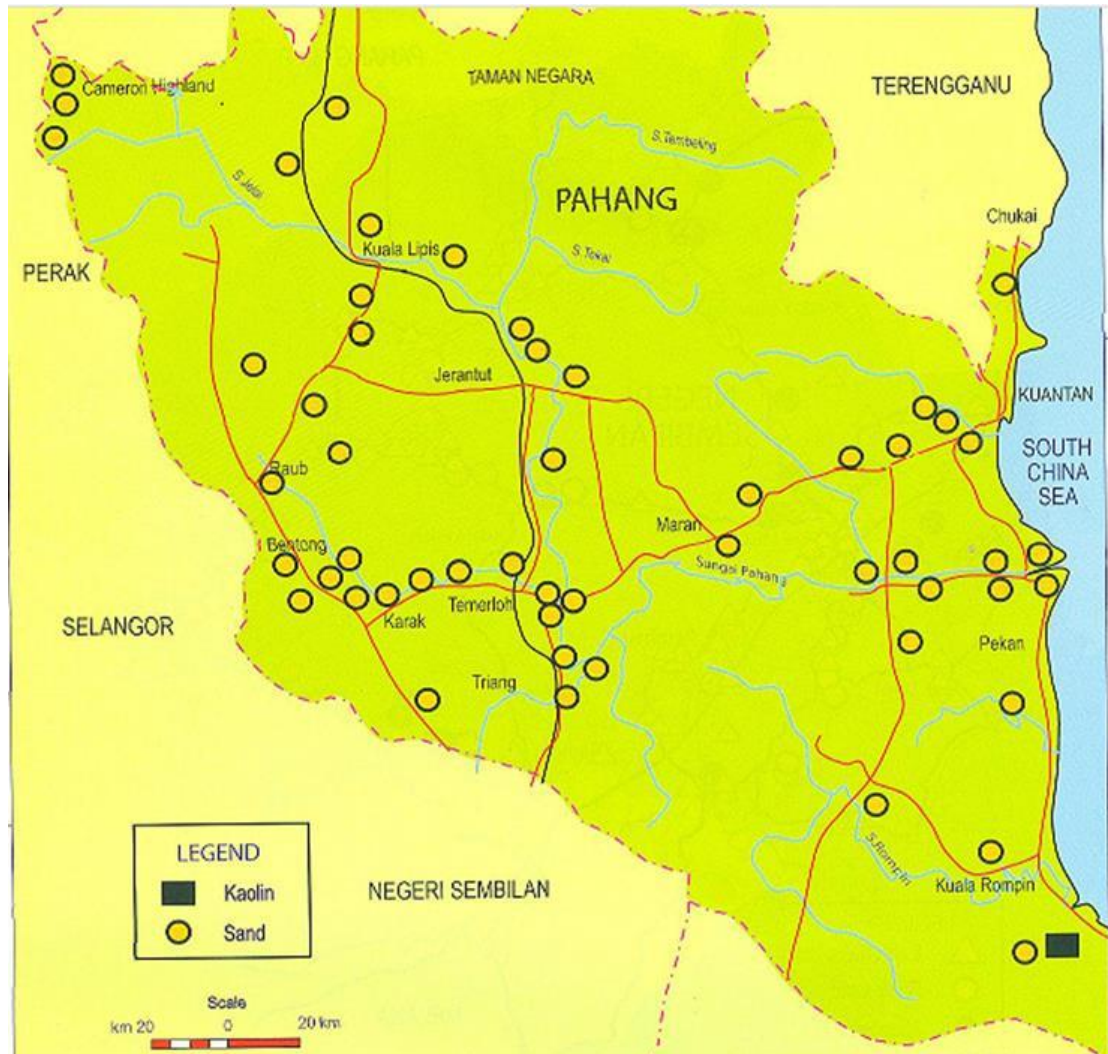 TAMAN NEGARA
Cameron Highland
TERENGGANU
S.Tembeling
S.Jelai
PAHANG
Chukai
Kuala Lipis
S.Tekai
PERAK
Jerantut
KUANTAN
SOUTH
CHINA
SEA
Raub
Maran
Bentong
Sungai Pahang
Temerloh
SELANGOR
Karak
Pekan
Triang
LEGEND
Kaolin
Sand
NEGERI SEMBILAN
S.Rompin
Kuala Rompin
Scale
km 20 0 20 km